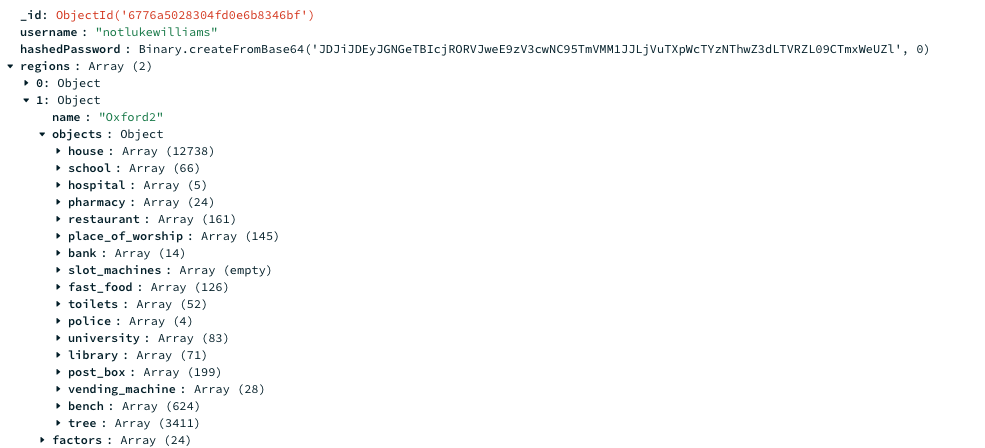 _id: ObjectId('6776a5028304fd0e6b8346bf')
username : "notlukewilliams"
hashedPassword : Binary.createFromBase64('JDJiJDEyJGNGeTBIcjRORVJweE9zV3cwNC95TmVMM1JJLjVuTXpWcTYzNThwZ3dLTVRZL09CTmxWeUZl', 0)
regions : Array (2)
0: Object
1: Object
name : "Oxford2"
objects : Object
house : Array (12738)
school : Array (66)
hospital : Array (5)
pharmacy : Array (24)
restaurant : Array (161)
place_of_worship : Array (145)
bank : Array (14)
slot_machines : Array (empty)
fast_food : Array (126)
toilets : Array (52)
police : Array (4)
university : Array (83)
library : Array (71)
post_box : Array (199)
vending_machine : Array (28)
bench : Array (624)
tree : Array (3411)
factors : Array (24)